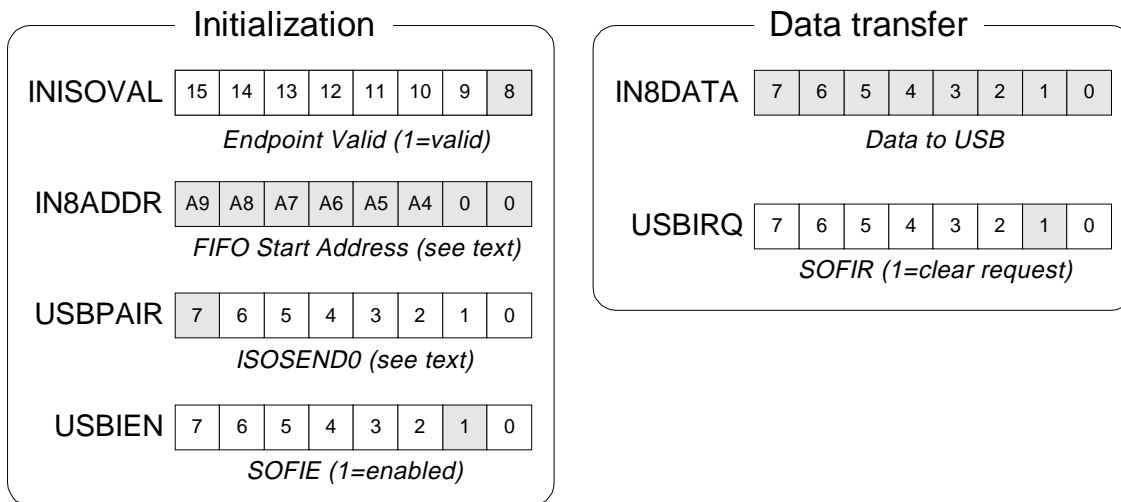 Initialization
INISOVAL 15 14 13 12 11 10 9 8
Endpoint Valid (1=valid)
IN8ADDR A9 A8 A7 A6 A5 A4 0 0
FIFO Start Address (see text)
USBPAIR 7 6 5 4 3 2 1 0
ISOSEND0 (see text)
USBIEN 7 6 5 4 3 2 1 0
SOFIE (1=enabled)
Data transfer
IN8DATA 7 6 5 4 3 2 1 0
Data to USB
USBIRQ 7 6 5 4 3 2 1 0
SOFIR (1=clear request)